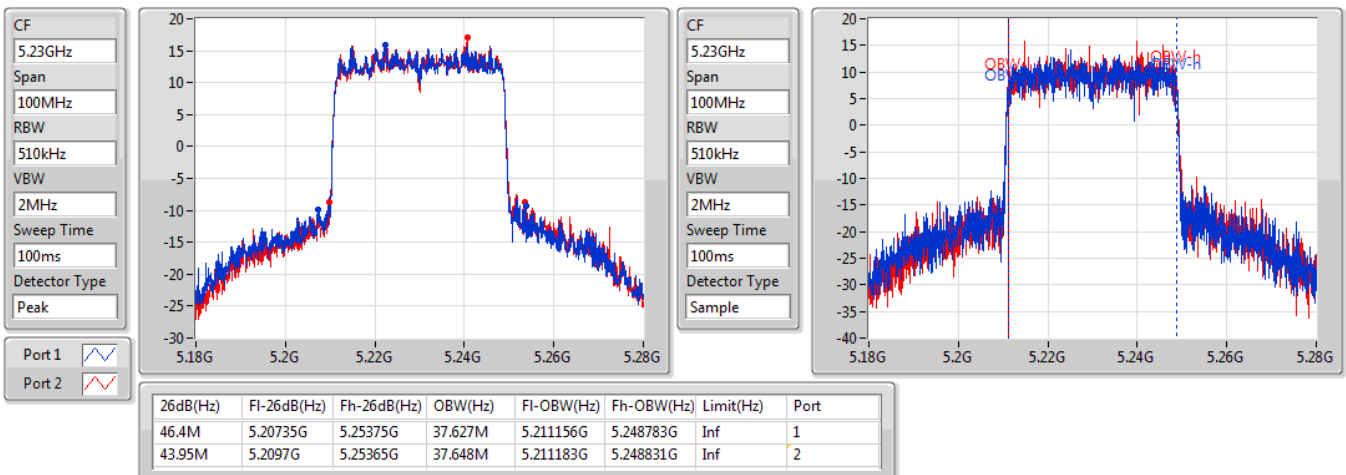 CF
5.23GHz
Span
100MHz
RBW
510kHz
VBW
2MHz
Sweep Time
100ms
Detector Type
Peak
Port 1
Port 2
20
15
10
5
0
-5
-10
-15
-20
-25
-30
5.18G 5.2G 5.22G 5.24G 5.26G 5.28G
CF
5.23GHz
Span
100MHz
RBW
510kHz
VBW
2MHz
Sweep Time
100ms
Detector Type
Sample
20
15
10
5
0
-5
-10
-15
-20
-25
-30
-35
-40
OBW-h
5.18G 5.2G 5.22G 5.24G 5.26G 5.28G
26dB(Hz) Fl-26dB(Hz) Fh-26dB(Hz) OBW(Hz) Fl-OBW(Hz) Fh-OBW(Hz) Limit(Hz) Port
46.4M 5.20735G 5.25375G 37.627M 5.211156G 5.248783G Inf 1
43.95M 5.2097G 5.25365G 37.648M 5.211183G 5.248831G Inf 2